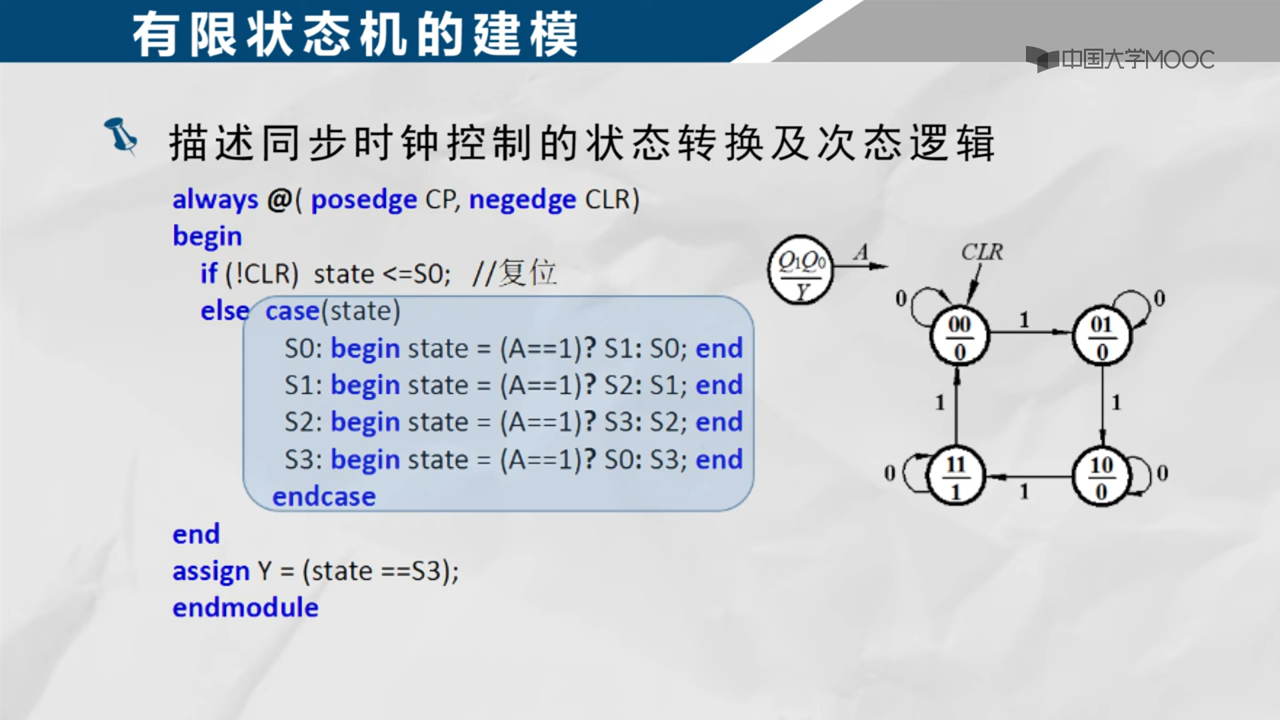 有限状态机的建模
中国大学MOOC
描述同步时钟控制的状态转换及次态逻辑
always @( posedge CP, negedge CLR)
begin
if (!CLR) state <=S0; //复位
else case(state)
S0: begin state = (A==1)? S1: S0; end
S1: begin state = (A==1)? S2: S1; end
S2: begin state = (A==1)? S3: S2; end
S3: begin state = (A==1)? S0: S3; end
endcase
end
assign Y = (state ==S3);
endmodule
Q1Q0
Y
A
CLR
0
00
0
1
01
0
0
1
1
0
11
1
1
10
0
0